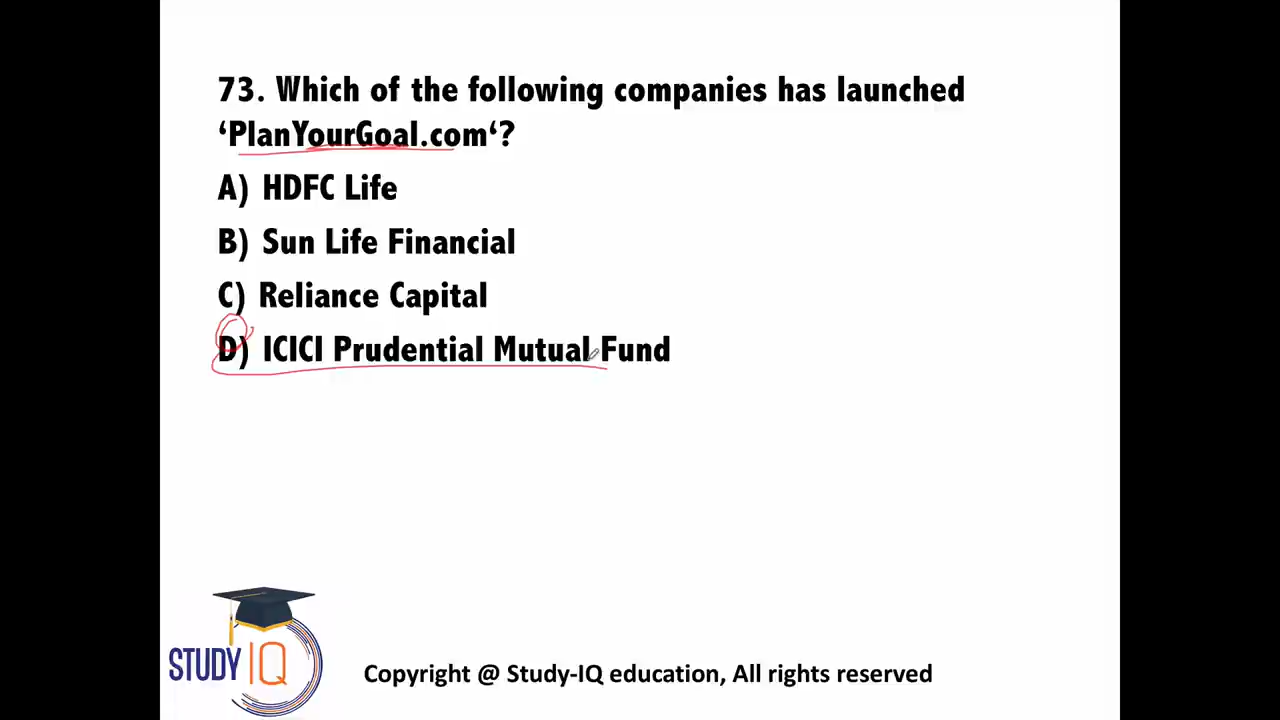 73. Which of the following companies has launched
‘PlanYourGoal.com‘?
A) HDFC Life
B) Sun Life Financial
C) Reliance Capital
D) ICICI Prudential Mutual Fund
STUDY IQ
Copyright @ Study-IQ education, All rights reserved